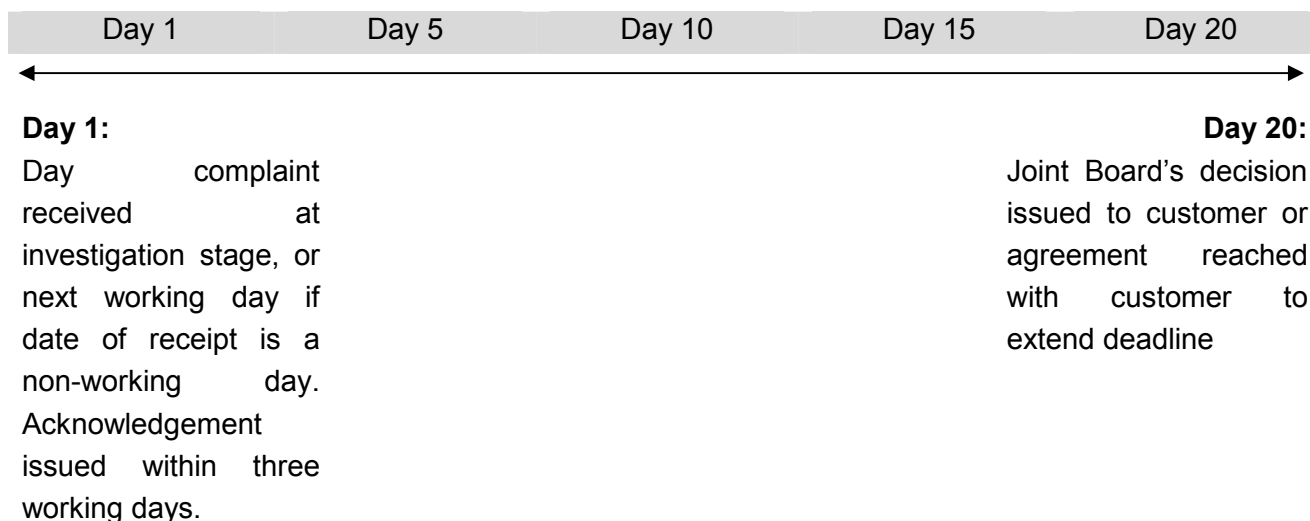 Day 1 Day 5 Day 10 Day 15 Day 20
Day 1:
Day complaint
received at
investigation stage, or
next working day if
date of receipt is a
non-working day.
Acknowledgement
issued within three
working days.
Day 20:
Joint Board’s decision
issued to customer or
agreement reached
with customer to
extend deadline